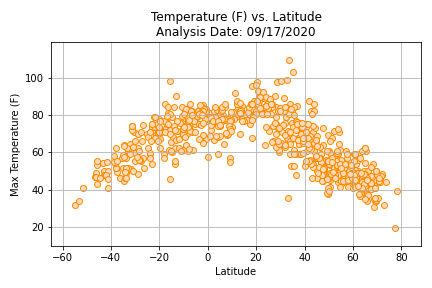 Temperature (F) vs. Latitude
Analysis Date: 09/17/2020
Max Temperature (F)
100
80
60
40
20
−60 −40 −20 0 20 40 60 80
Latitude